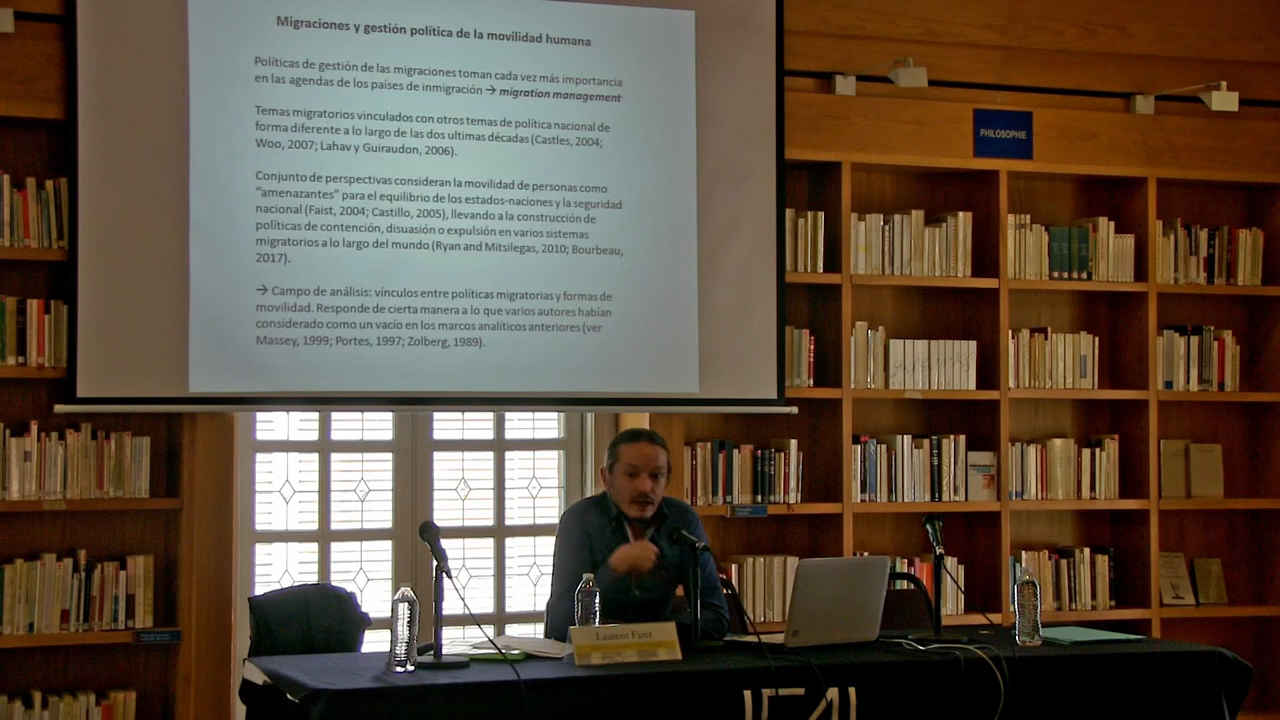 Migraciones y gestión política de la movilidad humana
Políticas de gestión de las migraciones toman cada vez más importancia
en las agendas de los países de inmigración → migration management
Temas migratorios vinculados con otros temas de política nacional de
forma diferente a lo largo de las dos ultimas décadas (Castles, 2004;
Woo, 2007; Lahav y Guiraudon, 2006).
Conjunto de perspectivas consideran la movilidad de personas como
“amenazantes” para el equilibrio de los estados-naciones y la seguridad
nacional (Faist, 2004; Castillo, 2005), llevando a la construcción de
políticas de contención, disuasión o expulsión en varios sistemas
migratorios a lo largo del mundo (Ryan and Mitsilegas, 2010; Bourbeau,
2017).
→ Campo de análisis: vínculos entre políticas migratorias y formas de
movilidad. Responde de cierta manera a lo que varios autores habían
considerado como un vacío en los marcos analíticos anteriores (ver
Massey, 1999; Portes, 1997; Zolberg, 1989).
PHILOSOPHIE
Laurent Faret